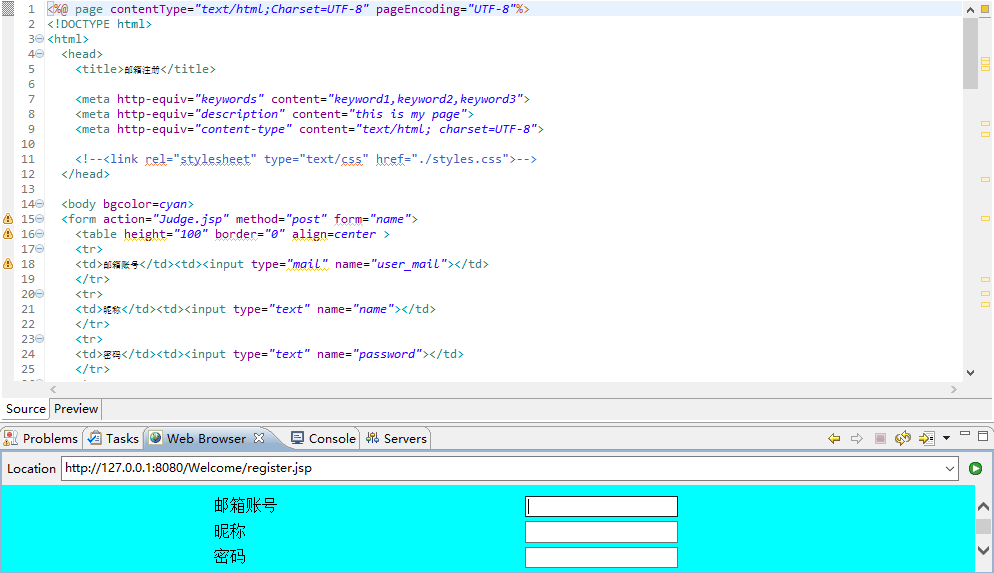 1 <%@ page contentType="text/html;Charset=UTF-8" pageEncoding="UTF-8"%>
2 <!DOCTYPE html>
3 <html>
4 <head>
5 <title>邮箱注册</title>
6
7 <meta http-equiv="keywords" content="keyword1,keyword2,keyword3">
8 <meta http-equiv="description" content="this is my page">
9 <meta http-equiv="content-type" content="text/html; charset=UTF-8">
10
11 <!--<link rel="stylesheet" type="text/css" href="./styles.css">-->
12 </head>
13
14 <body bgcolor=cyan>
15 <form action="Judge.jsp" method="post" form="name">
16 <table height="100" border="0" align=center >
17 <tr>
18 <td>邮箱账号</td><td><input type="mail" name="user_mail"></td>
19 </tr>
20 <tr>
21 <td>昵称</td><td><input type="text" name="name"></td>
22 </tr>
23 <tr>
24 <td>密码</td><td><input type="text" name="password"></td>
25 </tr>
Source Preview
Problems Tasks Web Browser Console Servers
Location http://127.0.0.1:8080/Welcome/register.jsp
邮箱账号
昵称
密码